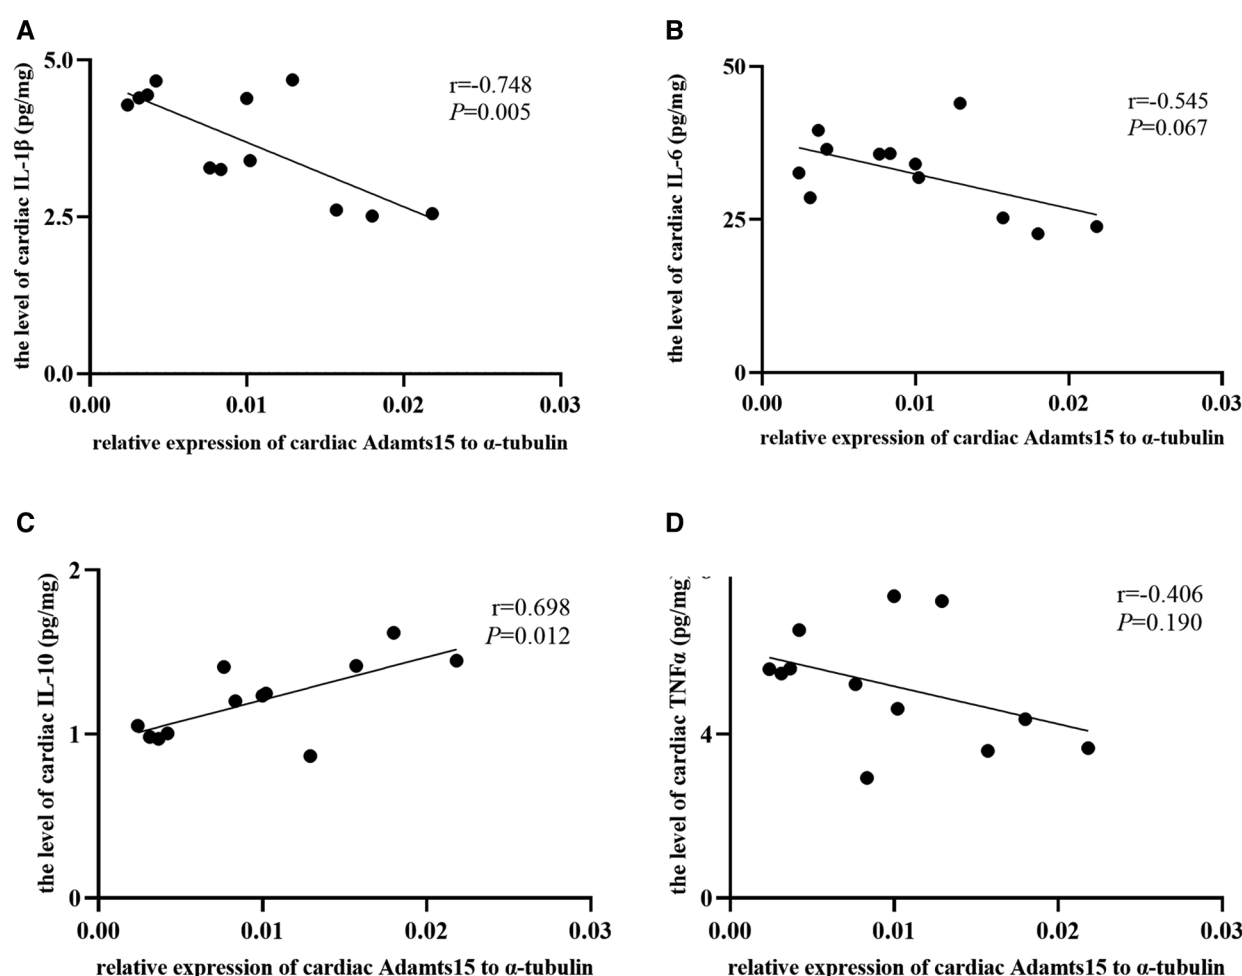 A
the level of cardiac IL-1β (pg/mg)
5.0
2.5
0.0
r=-0.748
P=0.005
0.00 0.01 0.02 0.03
relative expression of cardiac Adamts15 to α-tubulin
B
the level of cardiac IL-6 (pg/mg)
50
25
0
r=-0.545
P=0.067
0.00 0.01 0.02 0.03
relative expression of cardiac Adamts15 to α-tubulin
C
the level of cardiac IL-10 (pg/mg)
2
1
0
r=0.698
P=0.012
0.00 0.01 0.02 0.03
relative expression of cardiac Adamts15 to α-tubulin
D
the level of cardiac TNFα (pg/mg
4
0
r=-0.406
P=0.190
0.00 0.01 0.02 0.03
relative expression of cardiac Adamts15 to α-tubulin